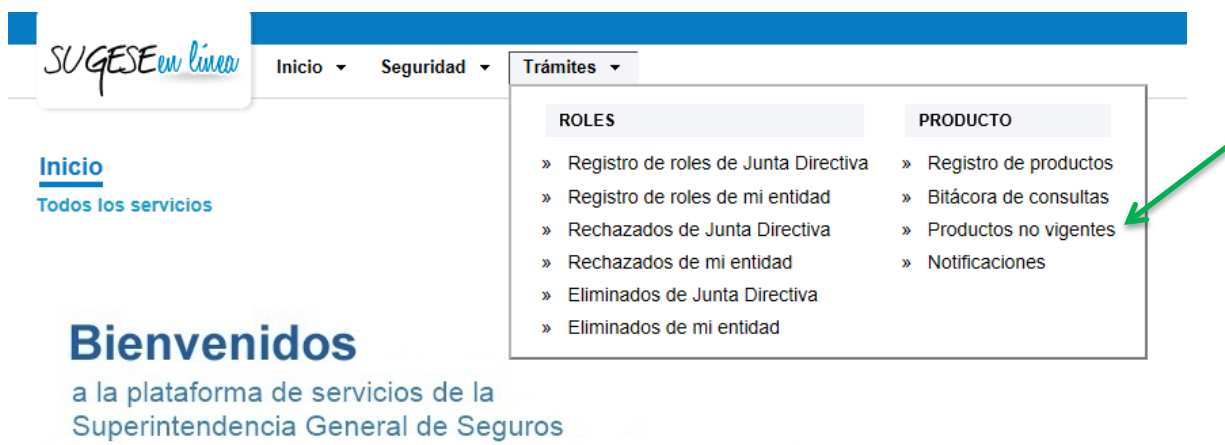 SUGESE en línea
Inicio
Seguridad
Trámites
ROLES
» Registro de roles de Junta Directiva
» Registro de roles de mi entidad
» Rechazados de Junta Directiva
» Rechazados de mi entidad
» Eliminados de Junta Directiva
» Eliminados de mi entidad
PRODUCTO
» Registro de productos
» Bitácora de consultas
» Productos no vigentes
» Notificaciones
Inicio
Todos los servicios
Bienvenidos
a la plataforma de servicios de la
Superintendencia General de Seguros